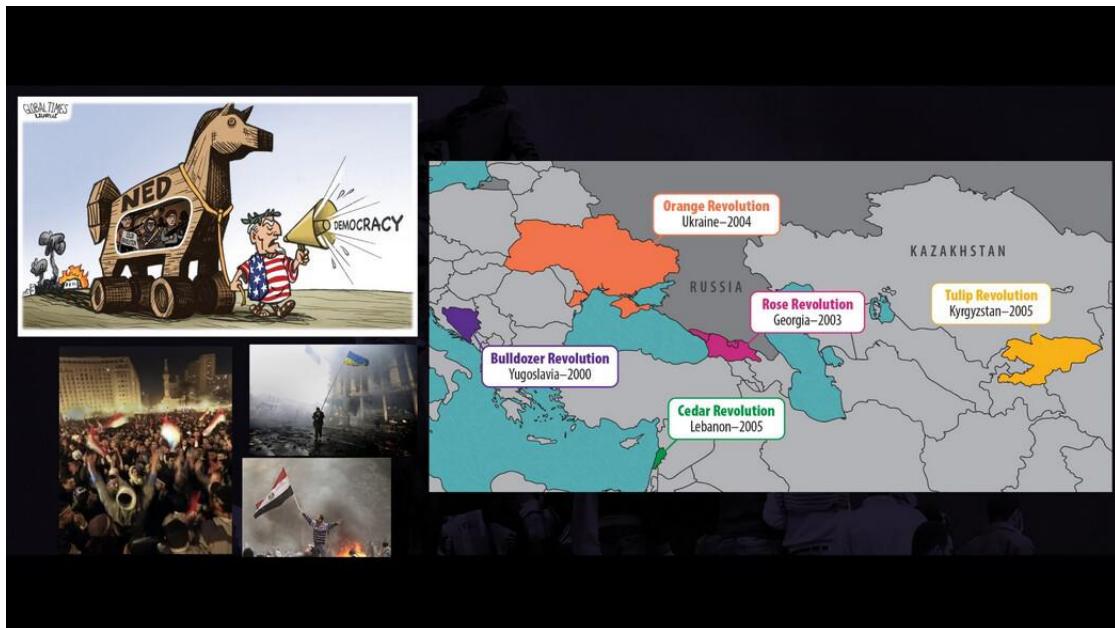 GLOBAL TIMES
NED
DEMOCRACY
Orange Revolution
Ukraine–2004
KAZAKHSTAN
RUSSIA
Rose Revolution
Georgia–2003
Tulip Revolution
Kyrgyzstan–2005
Bulldozer Revolution
Yugoslavia–2000
Cedar Revolution
Lebanon–2005